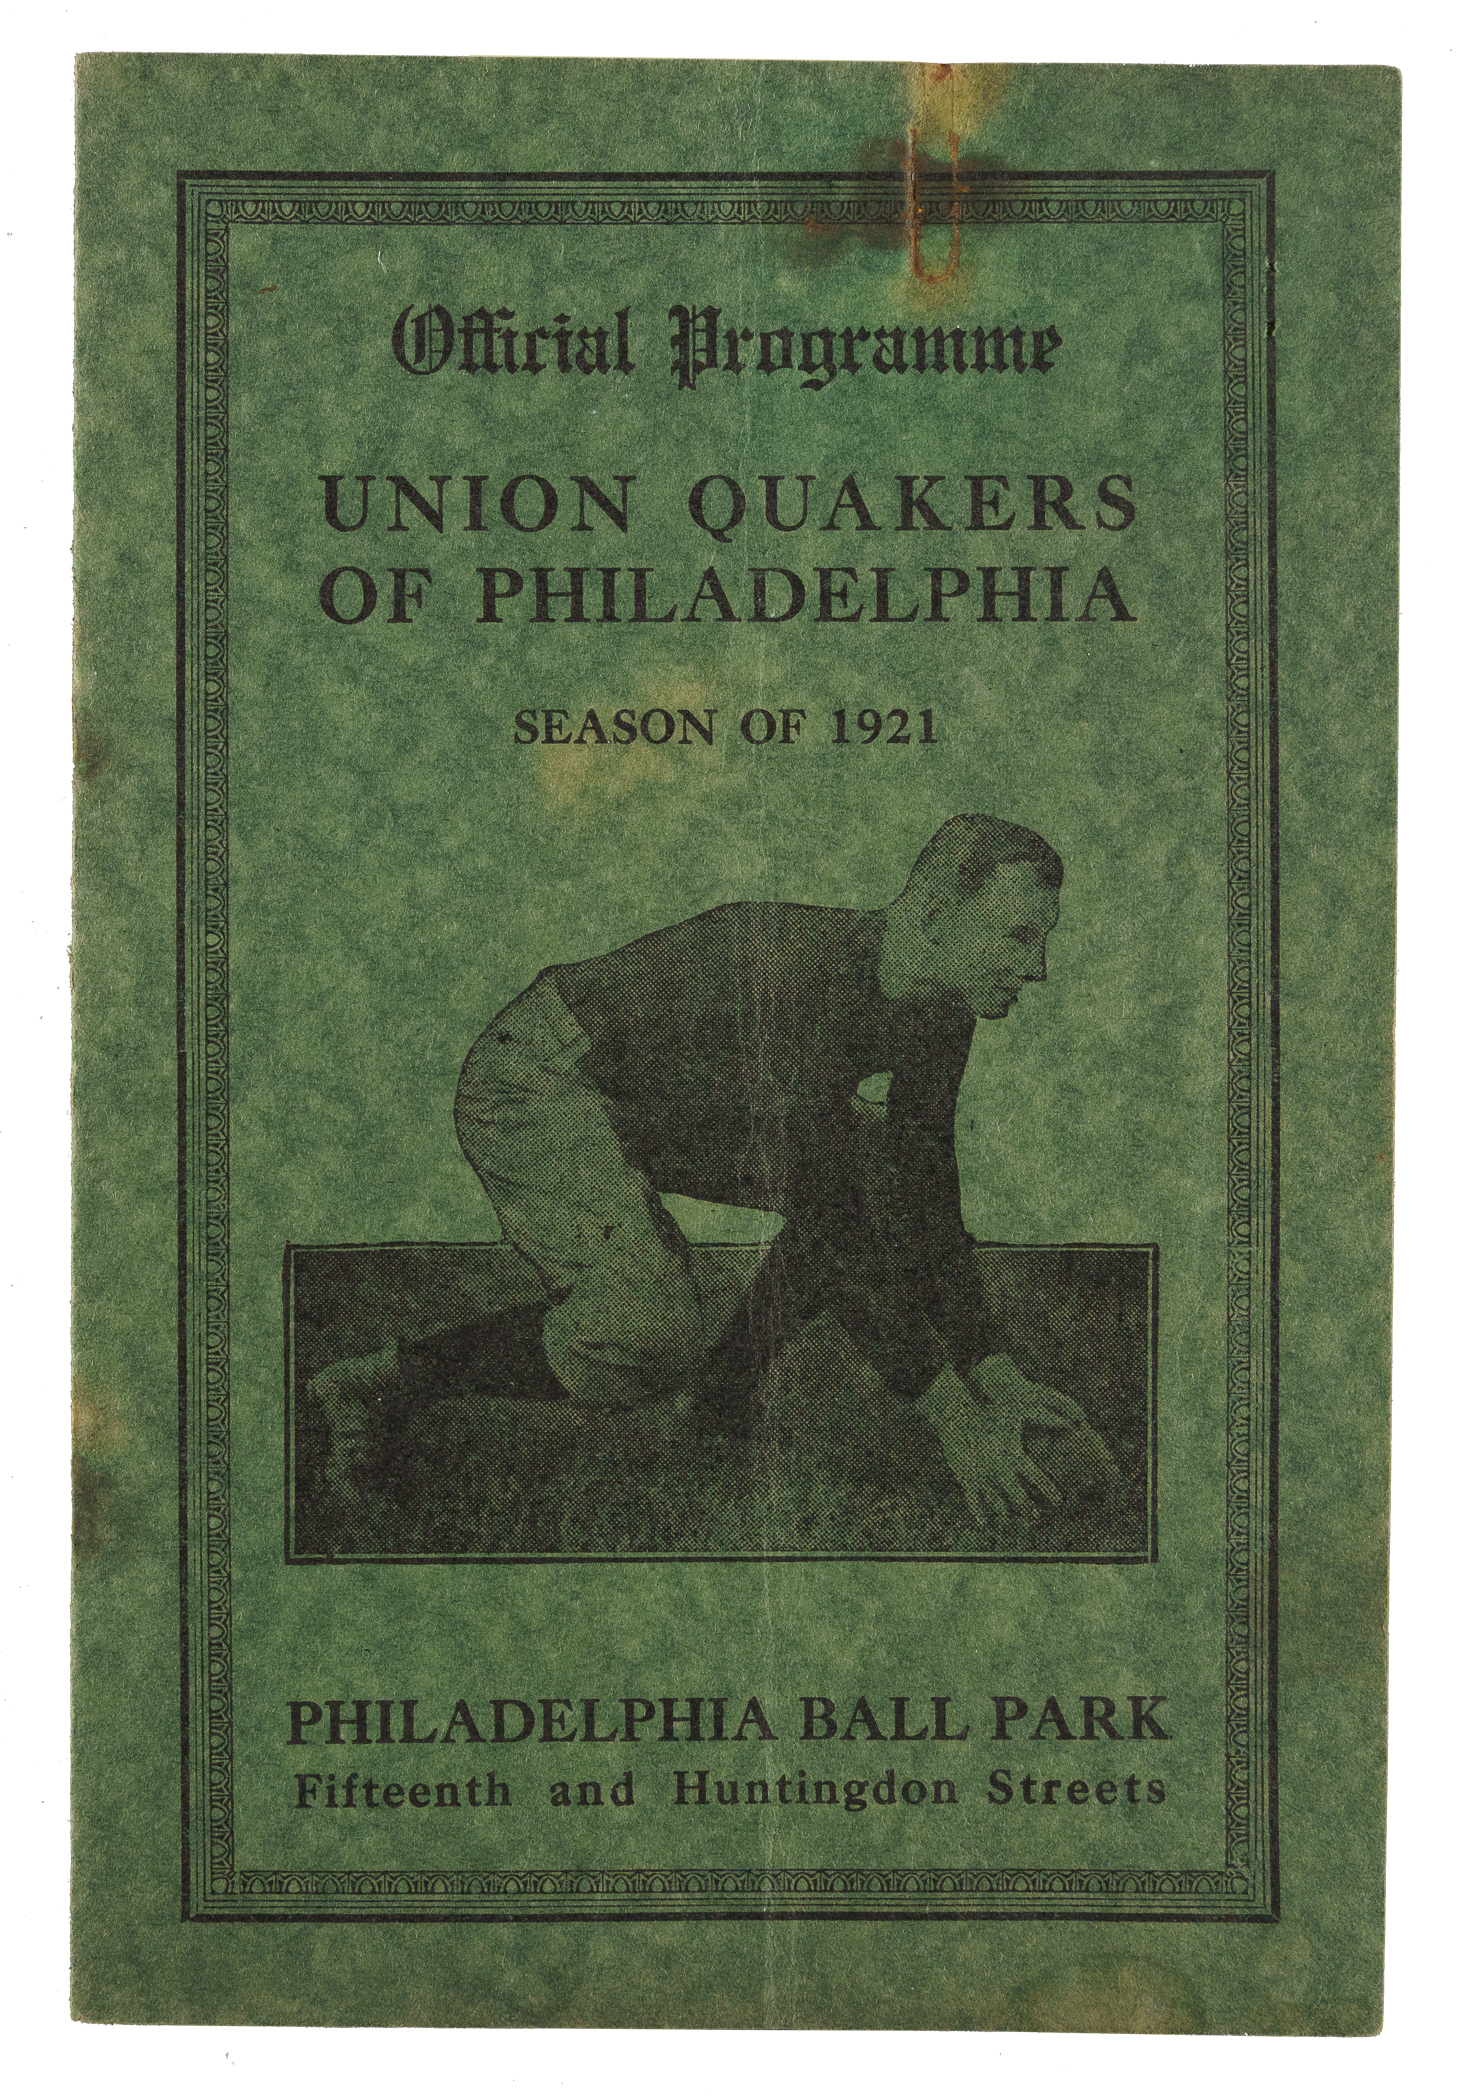 Official Programme
UNION QUAKERS
OF PHILADELPHIA
SEASON OF 1921
PHILADELPHIA BALL PARK
Fifteenth and Huntingdon Streets